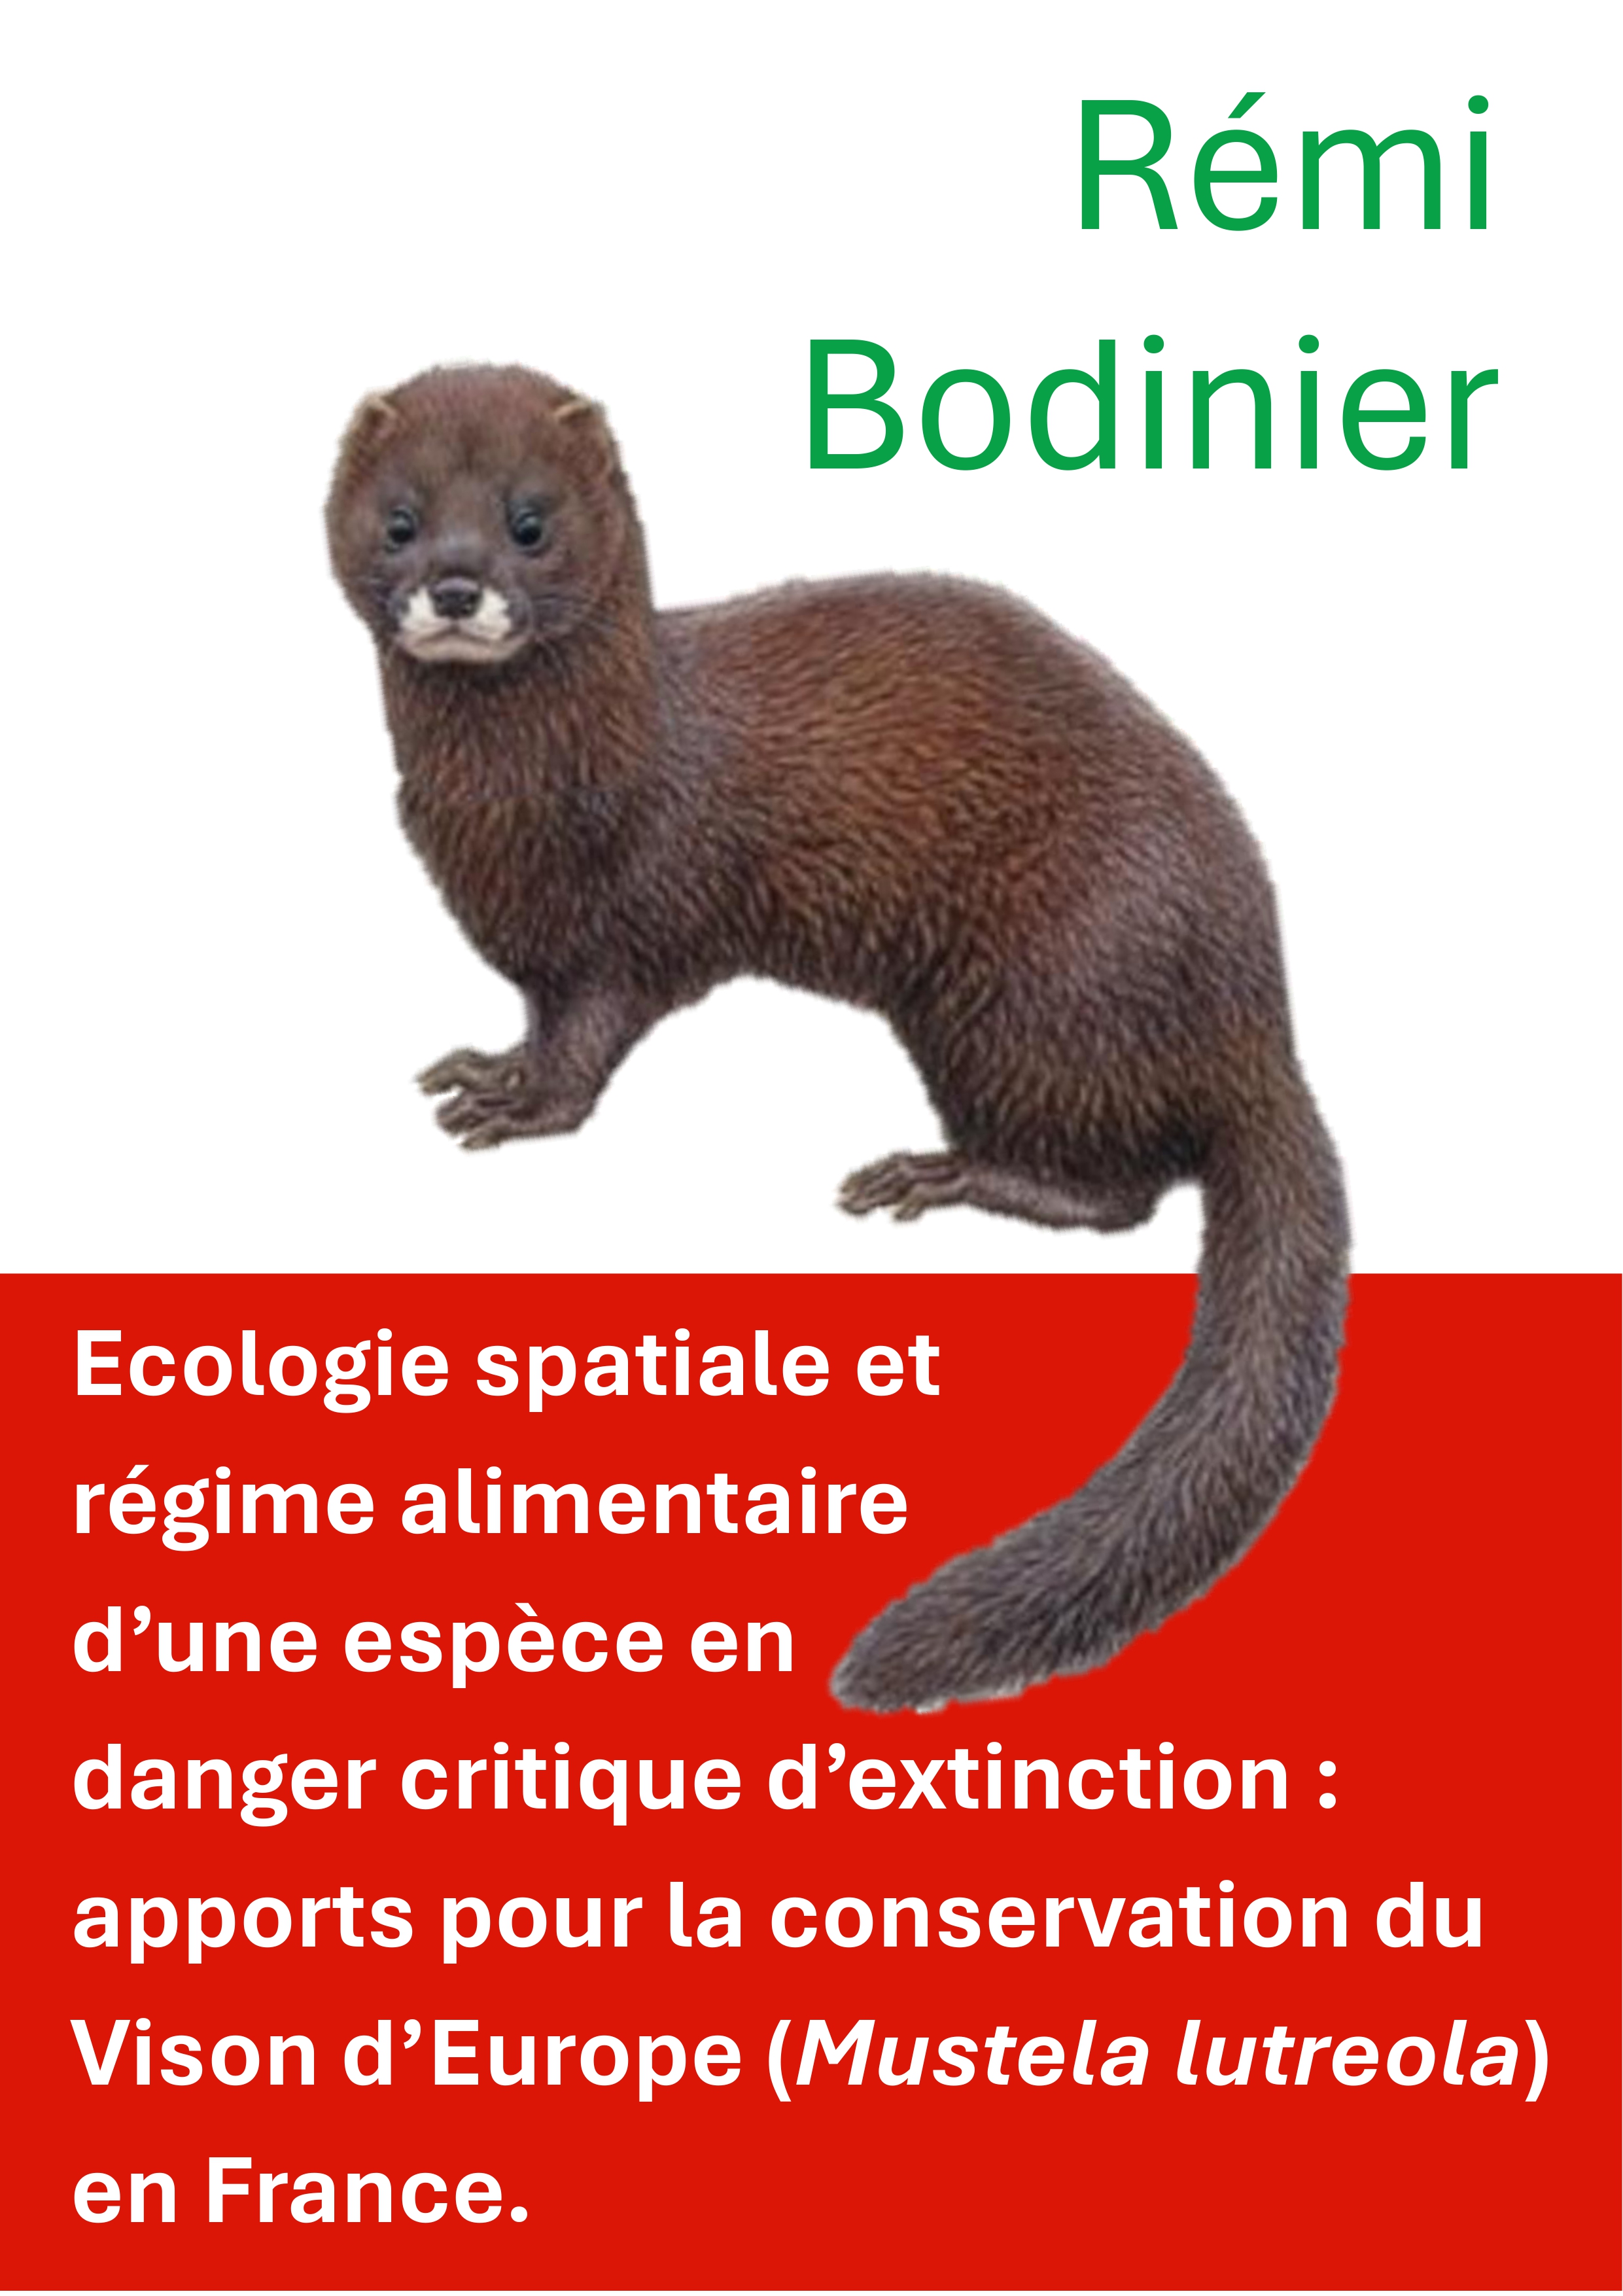 Rémi
Bodinier
Ecologie spatiale et
régime alimentaire
d’une espèce en
danger critique d’extinction :
apports pour la conservation du
Vison d’Europe (Mustela lutreola)
en France.